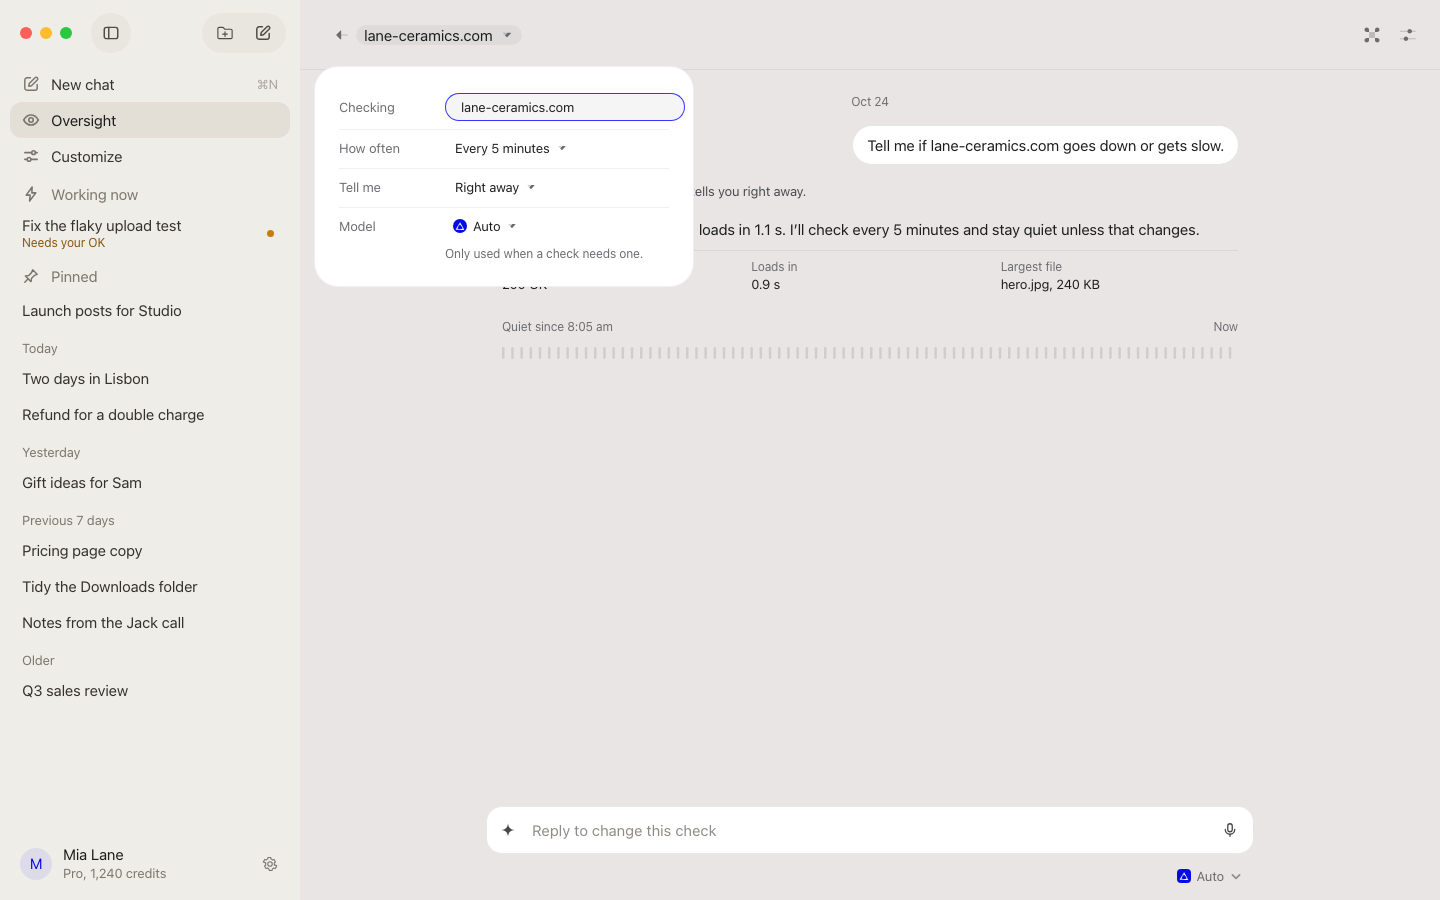 New chat
⌘N
Oversight
Customize
Working now
Fix the flaky upload test
Needs your OK
Pinned
Launch posts for Studio
Today
Two days in Lisbon
Refund for a double charge
Yesterday
Gift ideas for Sam
Previous 7 days
Pricing page copy
Tidy the Downloads folder
Notes from the Jack call
Older
Q3 sales review
M
Mia Lane
Pro, 1,240 credits
lane-ceramics.com
Checking
lane-ceramics.com
How often
Every 5 minutes
Tell me
Right away
Model
Auto
Only used when a check needs one.
Oct 24
Tell me if lane-ceramics.com goes down or gets slow.
you right away.
loads in 1.1 s. I’ll check every 5 minutes and stay quiet unless that changes.
Loads in
0.9 s
Largest file
hero.jpg, 240 KB
Quiet since 8:05 am
Now
Reply to change this check
Auto